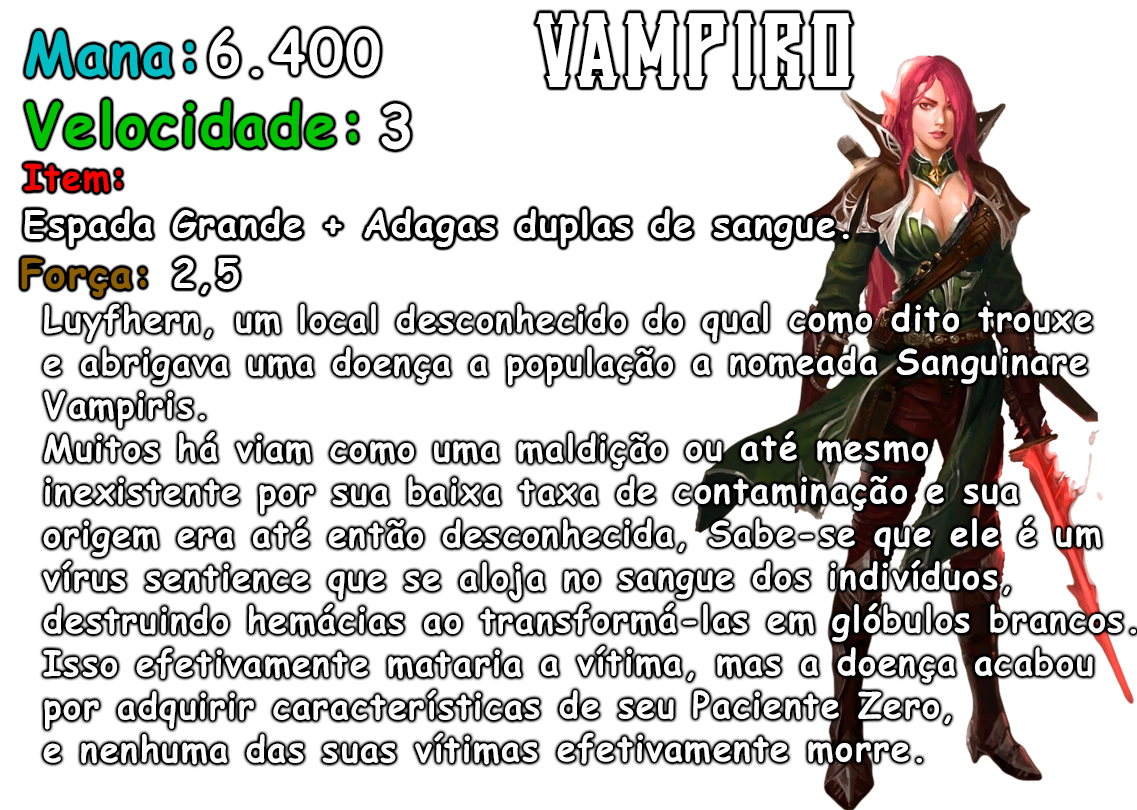 VAMPIRO
Mana: 6.400
Velocidade: 3
Item:
Espada Grande + Adagas duplas de sangue.
Força: 2,5
Luyfhern, um local desconhecido do qual como dito trouxe
e abrigava uma doença a população a nomeada Sanguinare
Vampiris.
Muitos há viam como uma maldição ou até mesmo
inexistente por sua baixa taxa de contaminação e sua
origem era até então desconhecida, Sabe-se que ele é um
vírus sentience que se aloja no sangue dos indivíduos,
destruindo hemácias ao transformá-las em glóbulos brancos.
Isso efetivamente mataria a vítima, mas a doença acabou
por adquirir características de seu Paciente Zero,
e nenhuma das suas vítimas efetivamente morre.